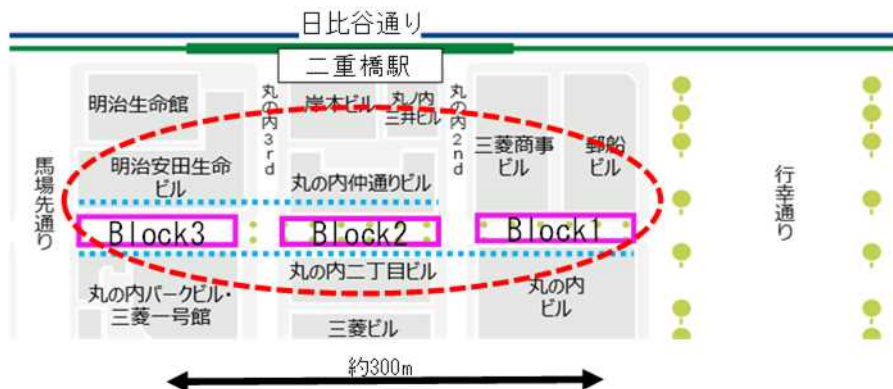 日比谷通り
二重橋駅
明治生命館
丸の内3rd
岸本ビル
丸ノ内
三井ビル
丸の内2nd
三菱商事
ビル
郵船
ビル
馬場先通り
明治安田生命
ビル
丸の内仲通りビル
行幸通り
Block3
Block2
Block1
丸の内パークビル・
三菱一号館
丸の内二丁目ビル
丸の内
ビル
三菱ビル
約300m